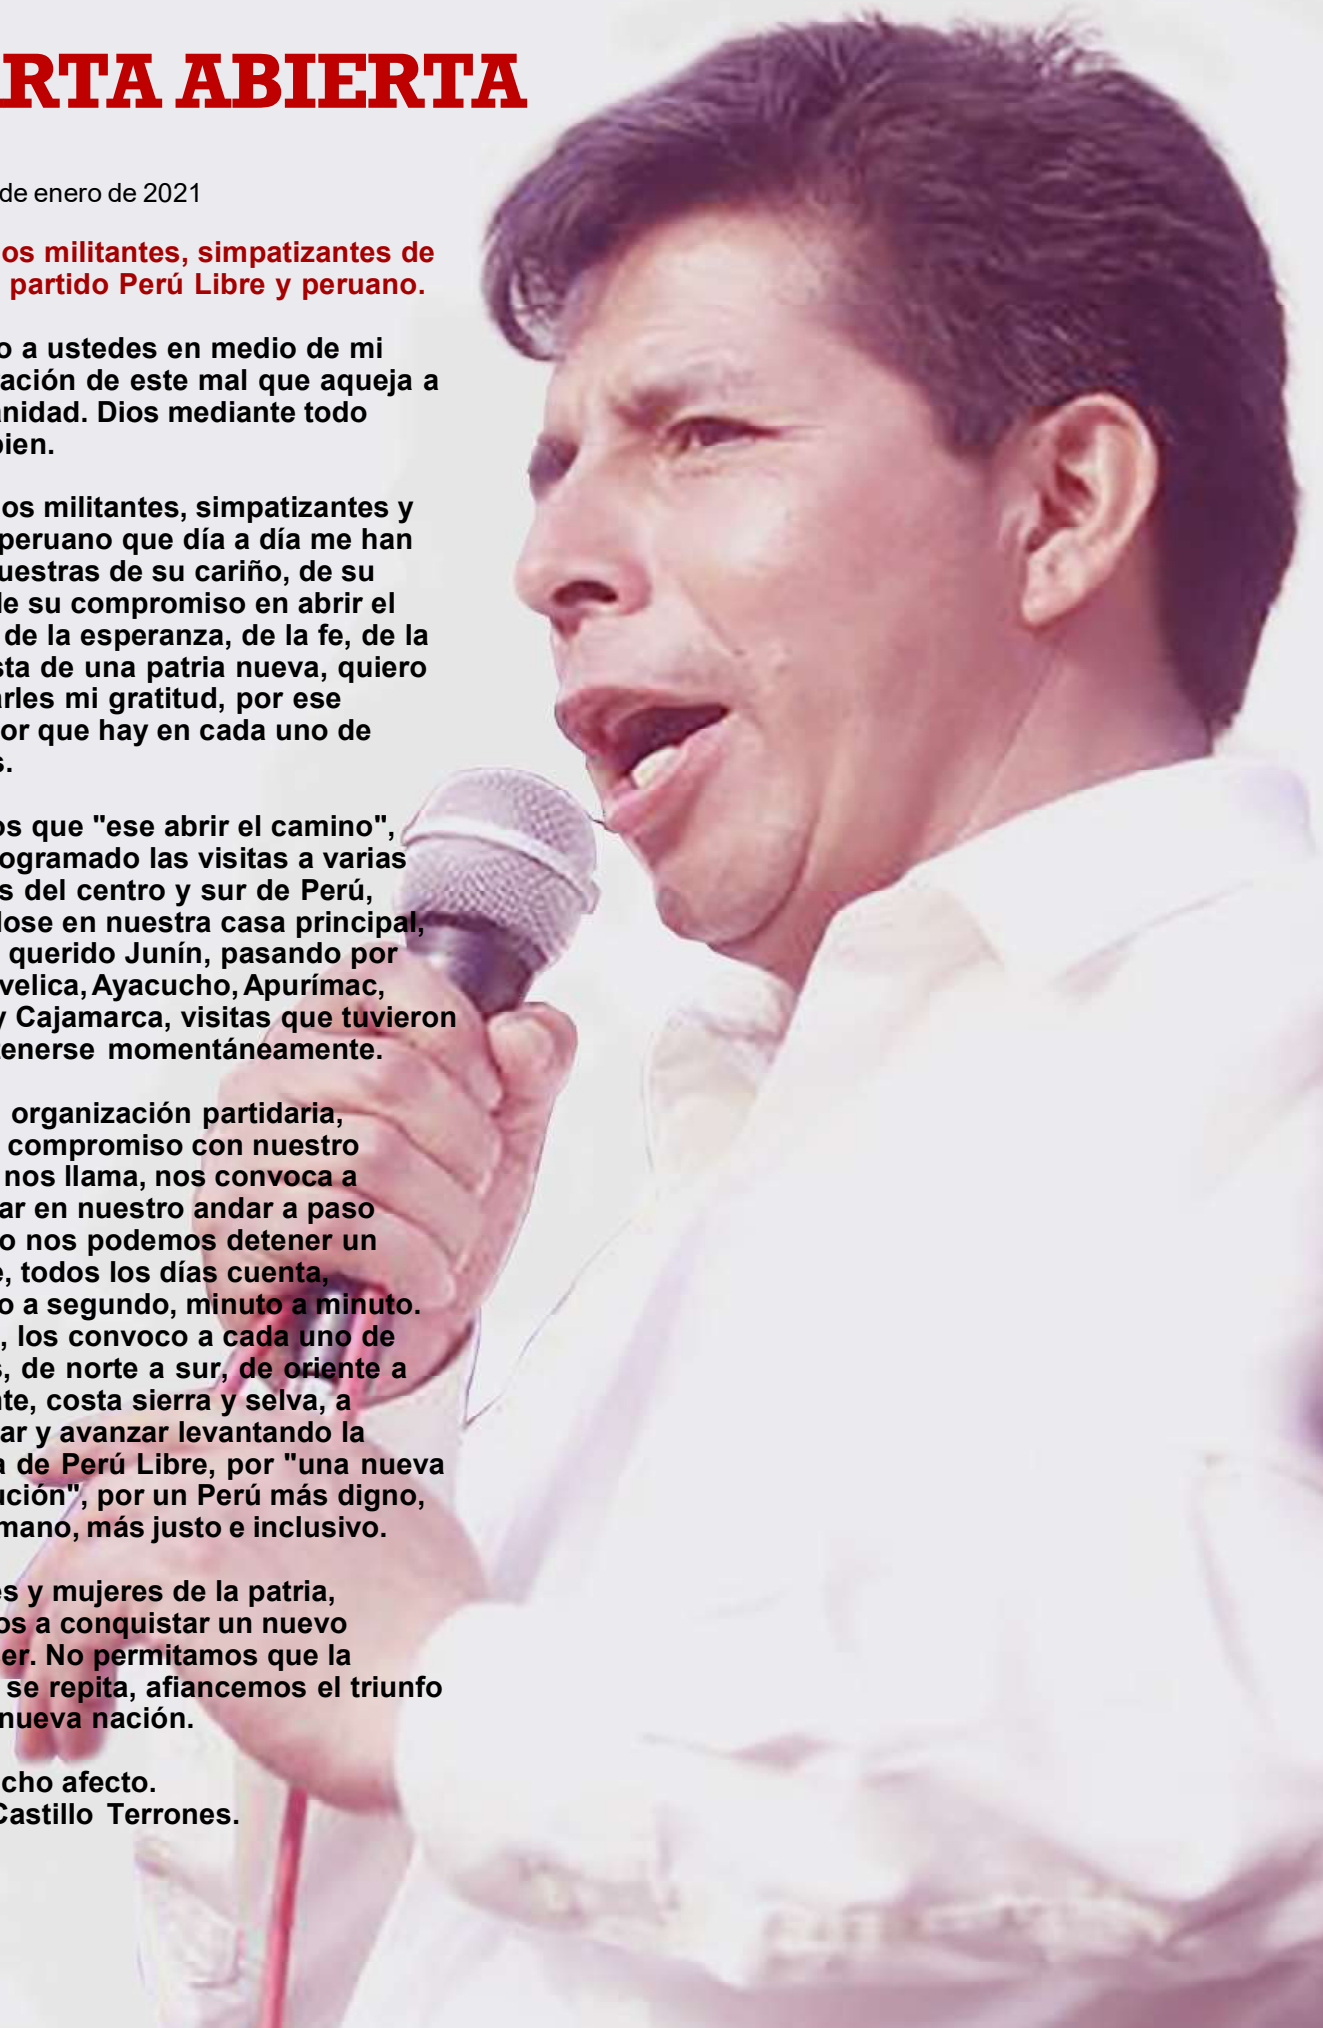 RTA ABIERTA
de enero de 2021
os militantes, simpatizantes de
partido Perú Libre y peruano.
o a ustedes en medio de mi
ación de este mal que aqueja a
anidad. Dios mediante todo
bien.
os militantes, simpatizantes y
peruano que día a día me han
uestras de su cariño, de su
de su compromiso en abrir el
de la esperanza, de la fe, de la
sta de una patria nueva, quiero
arles mi gratitud, por ese
or que hay en cada uno de
s.
os que "ese abrir el camino",
rogramado las visitas a varias
s del centro y sur de Perú,
dose en nuestra casa principal,
querido Junín, pasando por
velica, Ayacucho, Apurímac,
y Cajamarca, visitas que tuvieron
tenerse momentáneamente.
organización partidaria,
compromiso con nuestro
nos llama, nos convoca a
ar en nuestro andar a paso
o nos podemos detener un
e, todos los días cuenta,
o a segundo, minuto a minuto.
, los convoco a cada uno de
s, de norte a sur, de oriente a
nte, costa sierra y selva, a
ar y avanzar levantando la
a de Perú Libre, por "una nueva
ución", por un Perú más digno,
mano, más justo e inclusivo.
es y mujeres de la patria,
os a conquistar un nuevo
er. No permitamos que la
se repita, afiancemos el triunfo
nueva nación.
cho afecto.
Castillo Terrones.